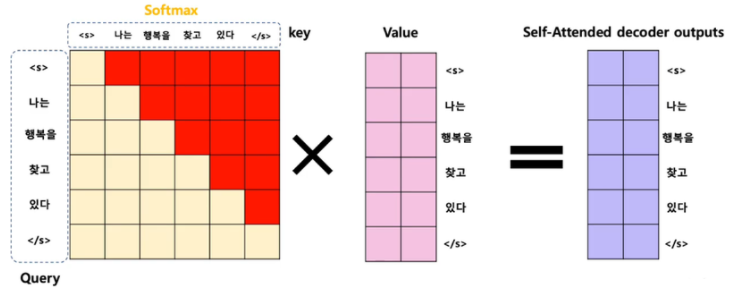 Softmax
<s> 나는 행복을 찾고 있다 </s> key
Value
Self-Attended decoder outputs
<s>
나는
행복을
찾고
있다
</s>
Query
<s>
나는
행복을
찾고
있다
</s>
<s>
나는
행복을
찾고
있다
</s>